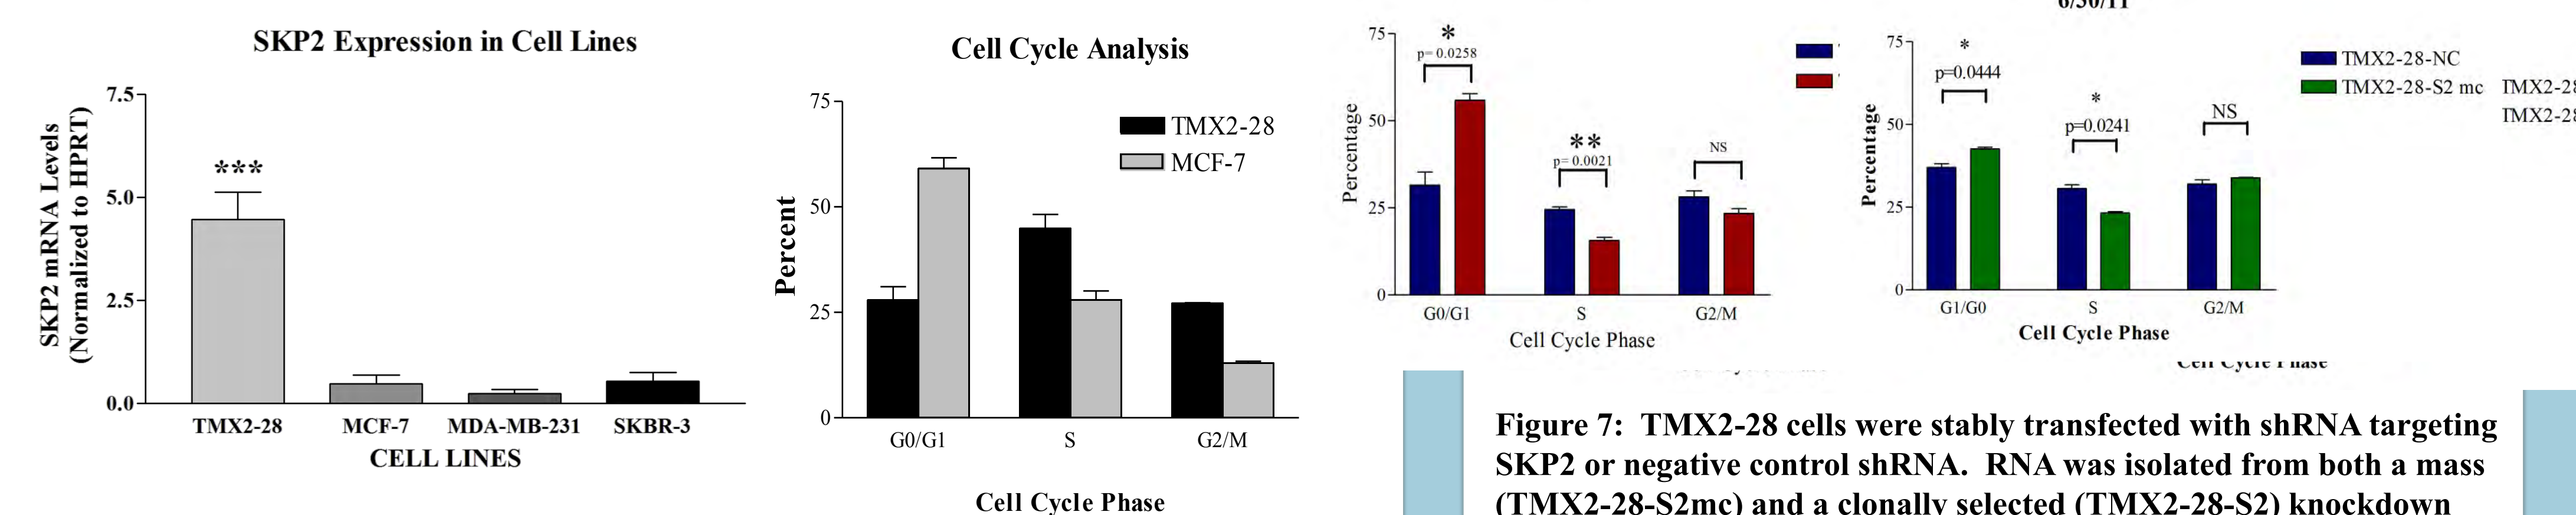 SKP2 Expression in Cell Lines
SKP2 mRNA Levels
(Normalized to HPRT)
7.5
5.0
2.5
0.0
***
TMX2-28 MCF-7 MDA-MB-231 SKBR-3
CELL LINES
Cell Cycle Analysis
Percent
75
50
25
0
TMX2-28
MCF-7
G0/G1 S G2/M
Cell Cycle Phase
Percentage
75
50
25
0
*
p= 0.0258
**
p= 0.0021
NS
G0/G1 S G2/M
Cell Cycle Phase
6/30/11
Percentage
75
50
25
0
*
p=0.0444
*
p=0.0241
NS
TMX2-28-NC
TMX2-28-S2 mc
G1/G0 S G2/M
Cell Cycle Phase
Cell Cycle Phase
Figure 7: TMX2-28 cells were stably transfected with shRNA targeting
SKP2 or negative control shRNA. RNA was isolated from both a mass
(TMX2-28-S2mc) and a clonally selected (TMX2-28-S2) knockdown